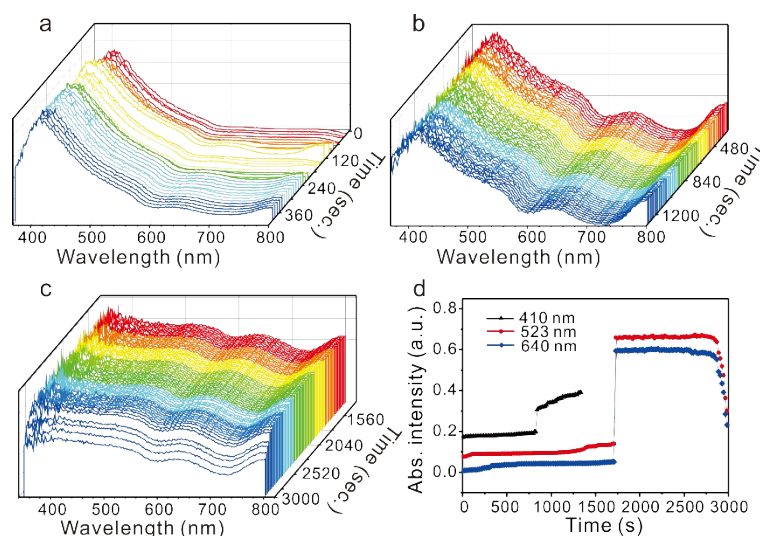 a
b
0
120
240
360
Time (sec.)
400 500 600 700 800
Wavelength (nm)
480
840
1200
Time (sec.)
400 500 600 700 800
Wavelength (nm)
c
d
1560
2040
2520
3000
Time (sec.)
400 500 600 700 800
Wavelength (nm)
0.8
0.6
0.4
0.2
0.0
Abs. intensity (a.u.)
410 nm
523 nm
640 nm
0 500 1000 1500 2000 2500 3000
Time (s)